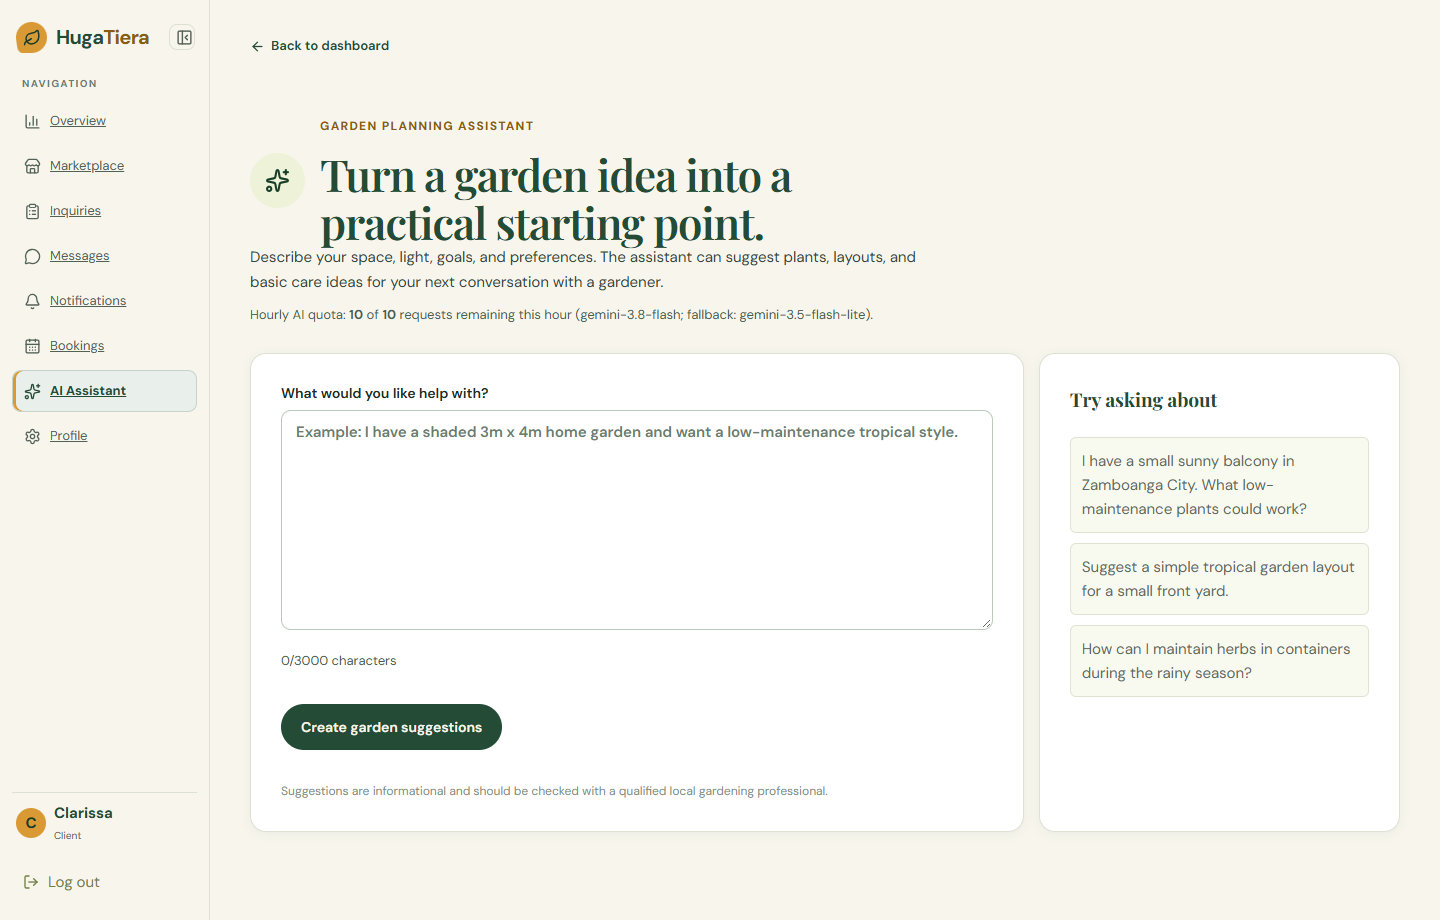 HugaTiera
NAVIGATION
Overview
Marketplace
Inquiries
Messages
Notifications
Bookings
AI Assistant
Profile
C
Clarissa
Client
Log out
Back to dashboard
GARDEN PLANNING ASSISTANT
Turn a garden idea into a
practical starting point.
Describe your space, light, goals, and preferences. The assistant can suggest plants, layouts, and
basic care ideas for your next conversation with a gardener.
Hourly AI quota: 10 of 10 requests remaining this hour (gemini-3.8-flash; fallback: gemini-3.5-flash-lite).
What would you like help with?
Example: I have a shaded 3m x 4m home garden and want a low-maintenance tropical style.
0/3000 characters
Create garden suggestions
Suggestions are informational and should be checked with a qualified local gardening professional.
Try asking about
I have a small sunny balcony in
Zamboanga City. What low-
maintenance plants could work?
Suggest a simple tropical garden layout
for a small front yard.
How can I maintain herbs in containers
during the rainy season?